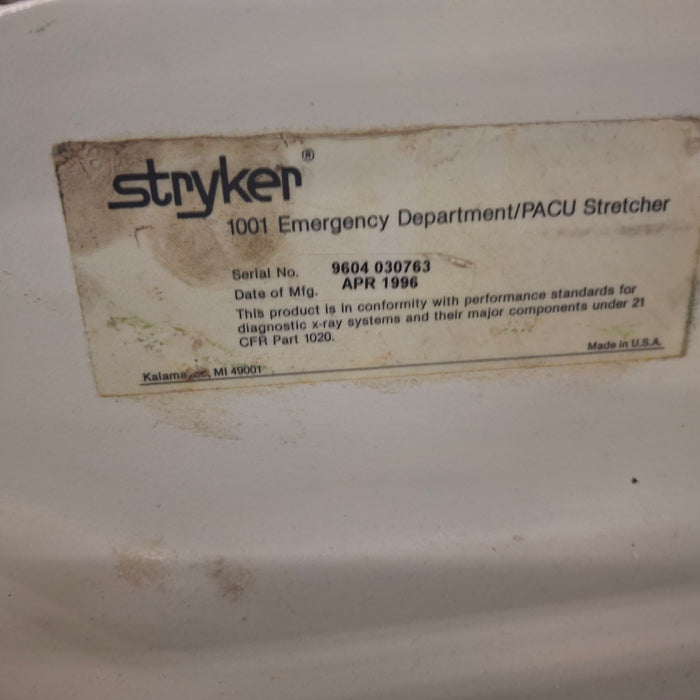 stryker®
1001 Emergency Department/PACU Stretcher
Serial No. 9604 030763
Date of Mfg. APR 1996
This product is in conformity with performance standards for
diagnostic x-ray systems and their major components under 21
CFR Part 1020.
Made in U.S.A.
MI 49001